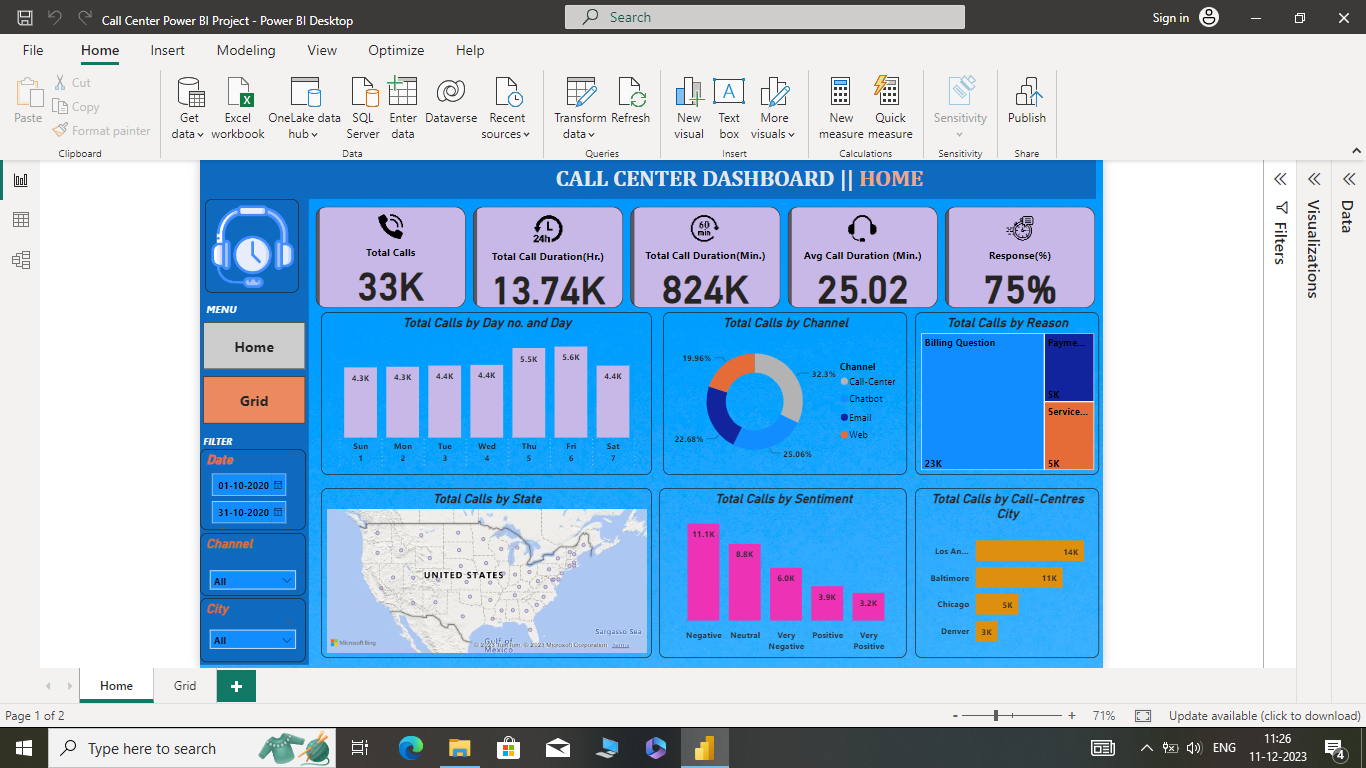 Call Center Power BI Project - Power BI Desktop
Search
Sign in
File Home Insert Modeling View Optimize Help
Paste
Cut
Copy
Format painter
Clipboard
Get data
Excel workbook
OneLake data hub
SQL Server
Enter data
Dataverse
Recent sources
Data
Transform data
Refresh
Queries
New visual
Text box
More visuals
Insert
New measure
Quick measure
Calculations
Sensitivity
Sensitivity
Publish
Share
CALL CENTER DASHBOARD || HOME
MENU
Home
Grid
FILTER
Date
01-10-2020
31-10-2020
Channel
All
City
All
Total Calls
33K
24h
Total Call Duration(Hr.)
13.74K
60 min
Total Call Duration(Min.)
824K
Avg Call Duration (Min.)
25.02
Response(%)
75%
Total Calls by Day no. and Day
4.3K 4.3K 4.4K 4.4K 5.5K 5.6K 4.4K
Sun Mon Tue Wed Thu Fri Sat
1 2 3 4 5 6 7
Total Calls by Channel
19.96%
32.3%
22.68%
25.06%
Channel
Call-Center
Chatbot
Email
Web
Total Calls by Reason
Billing Question
23K
Payme...
5K
Service...
5K
Total Calls by State
UNITED STATES
Gulf of
Mexico
Sargasso Sea
Microsoft Bing
© 2023 TomTom, © 2023 Microsoft Corporation Terms
Total Calls by Sentiment
11.1K 8.8K 6.0K 3.9K 3.2K
Negative Neutral Very Negative Positive Very Positive
Total Calls by Call-Centres
City
Los An... 14K
Baltimore 11K
Chicago 5K
Denver 3K
Filters
Visualizations
Data
Home Grid
Page 1 of 2
71%
Update available (click to download)
Type here to search
ENG
11:26
11-12-2023
4